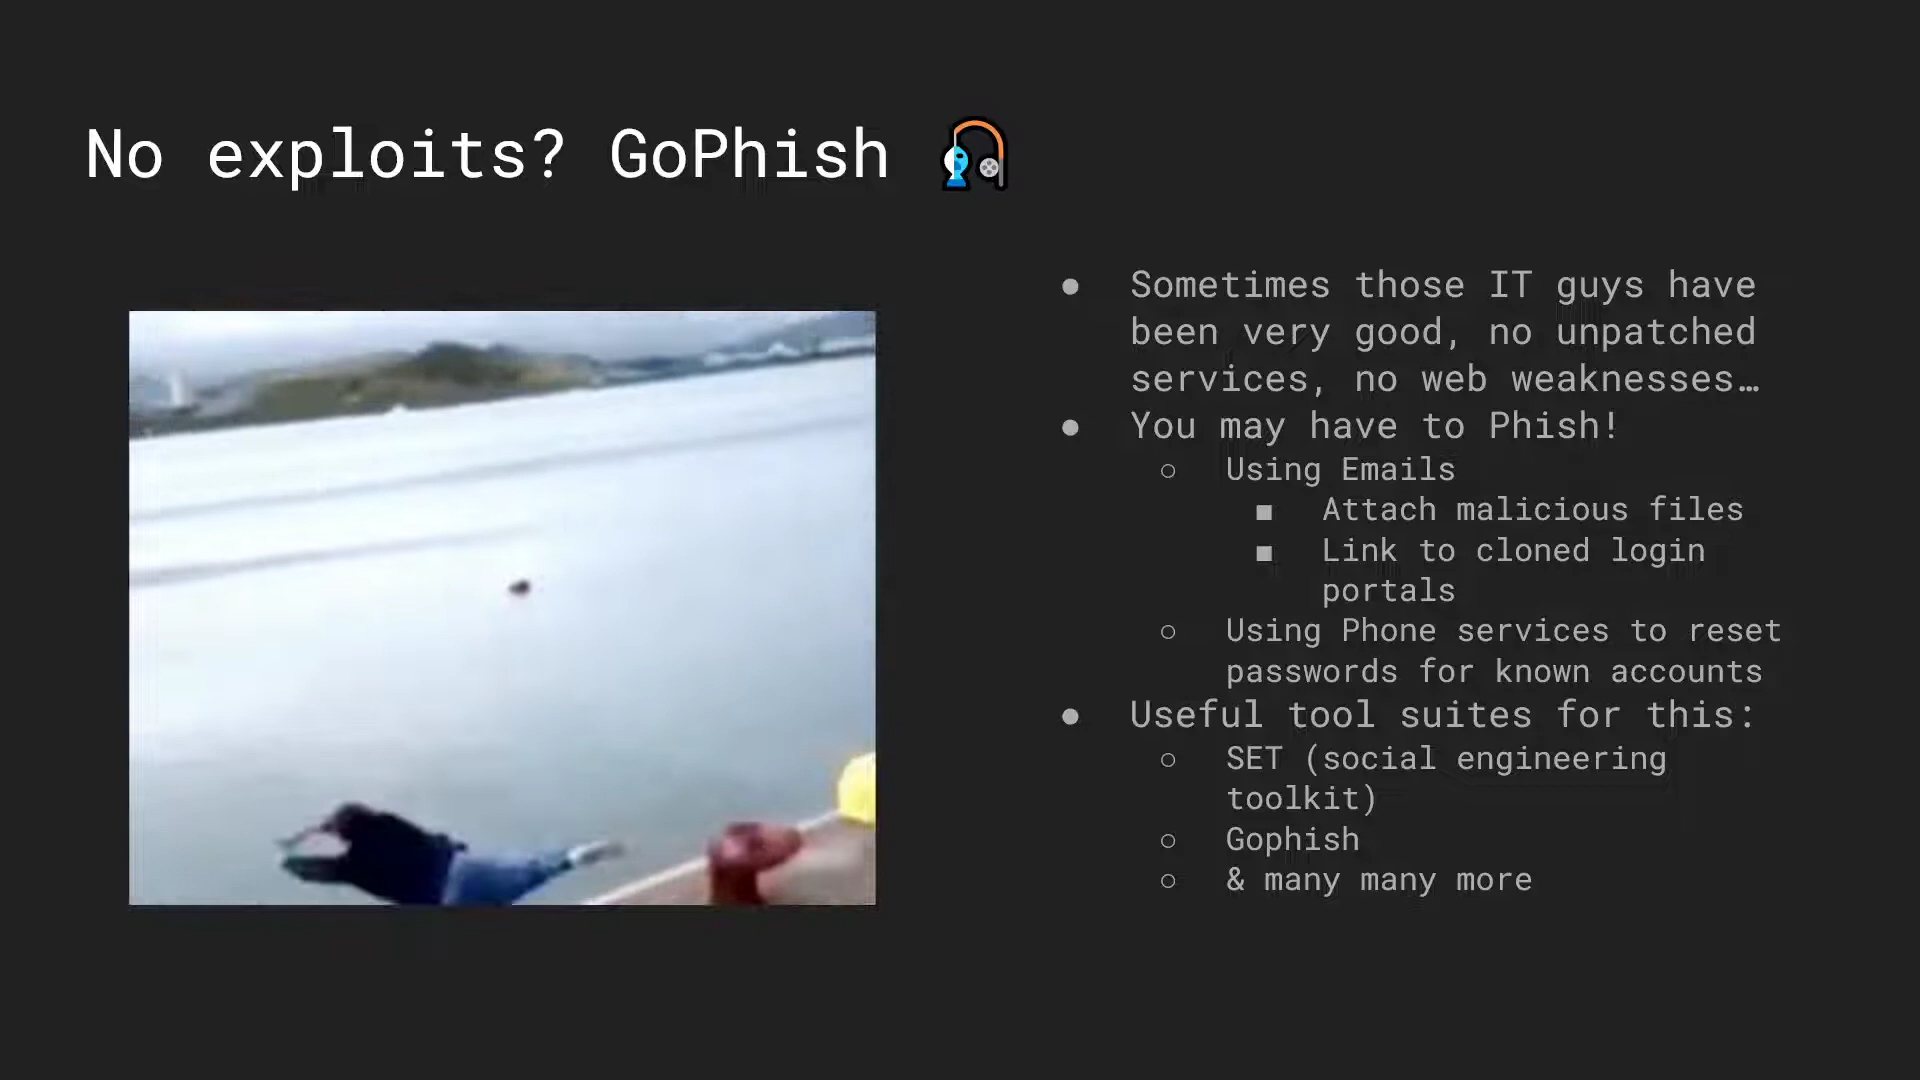 No exploits? GoPhish 🎣
● Sometimes those IT guys have
been very good, no unpatched
services, no web weaknesses…
● You may have to Phish!
○ Using Emails
■ Attach malicious files
■ Link to cloned login
portals
○ Using Phone services to reset
passwords for known accounts
● Useful tool suites for this:
○ SET (social engineering
toolkit)
○ Gophish
○ & many many more